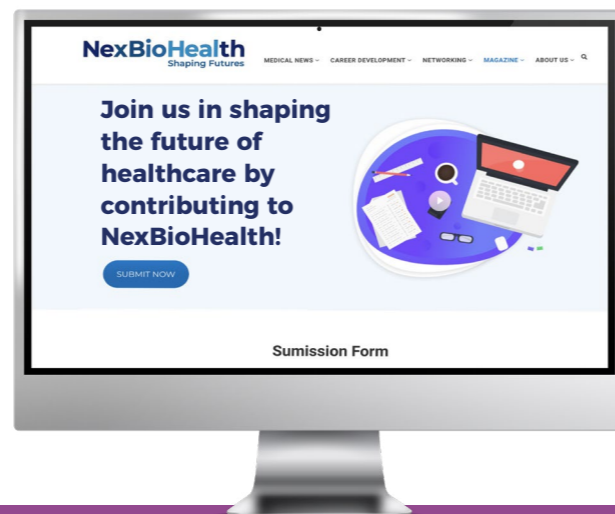 NexBioHealth
Shaping Futures
MEDICAL NEWS
CAREER DEVELOPMENT
NETWORKING
MAGAZINE
ABOUT US
Join us in shaping
the future of
healthcare by
contributing to
NexBioHealth!
SUBMIT NOW
Sumission Form